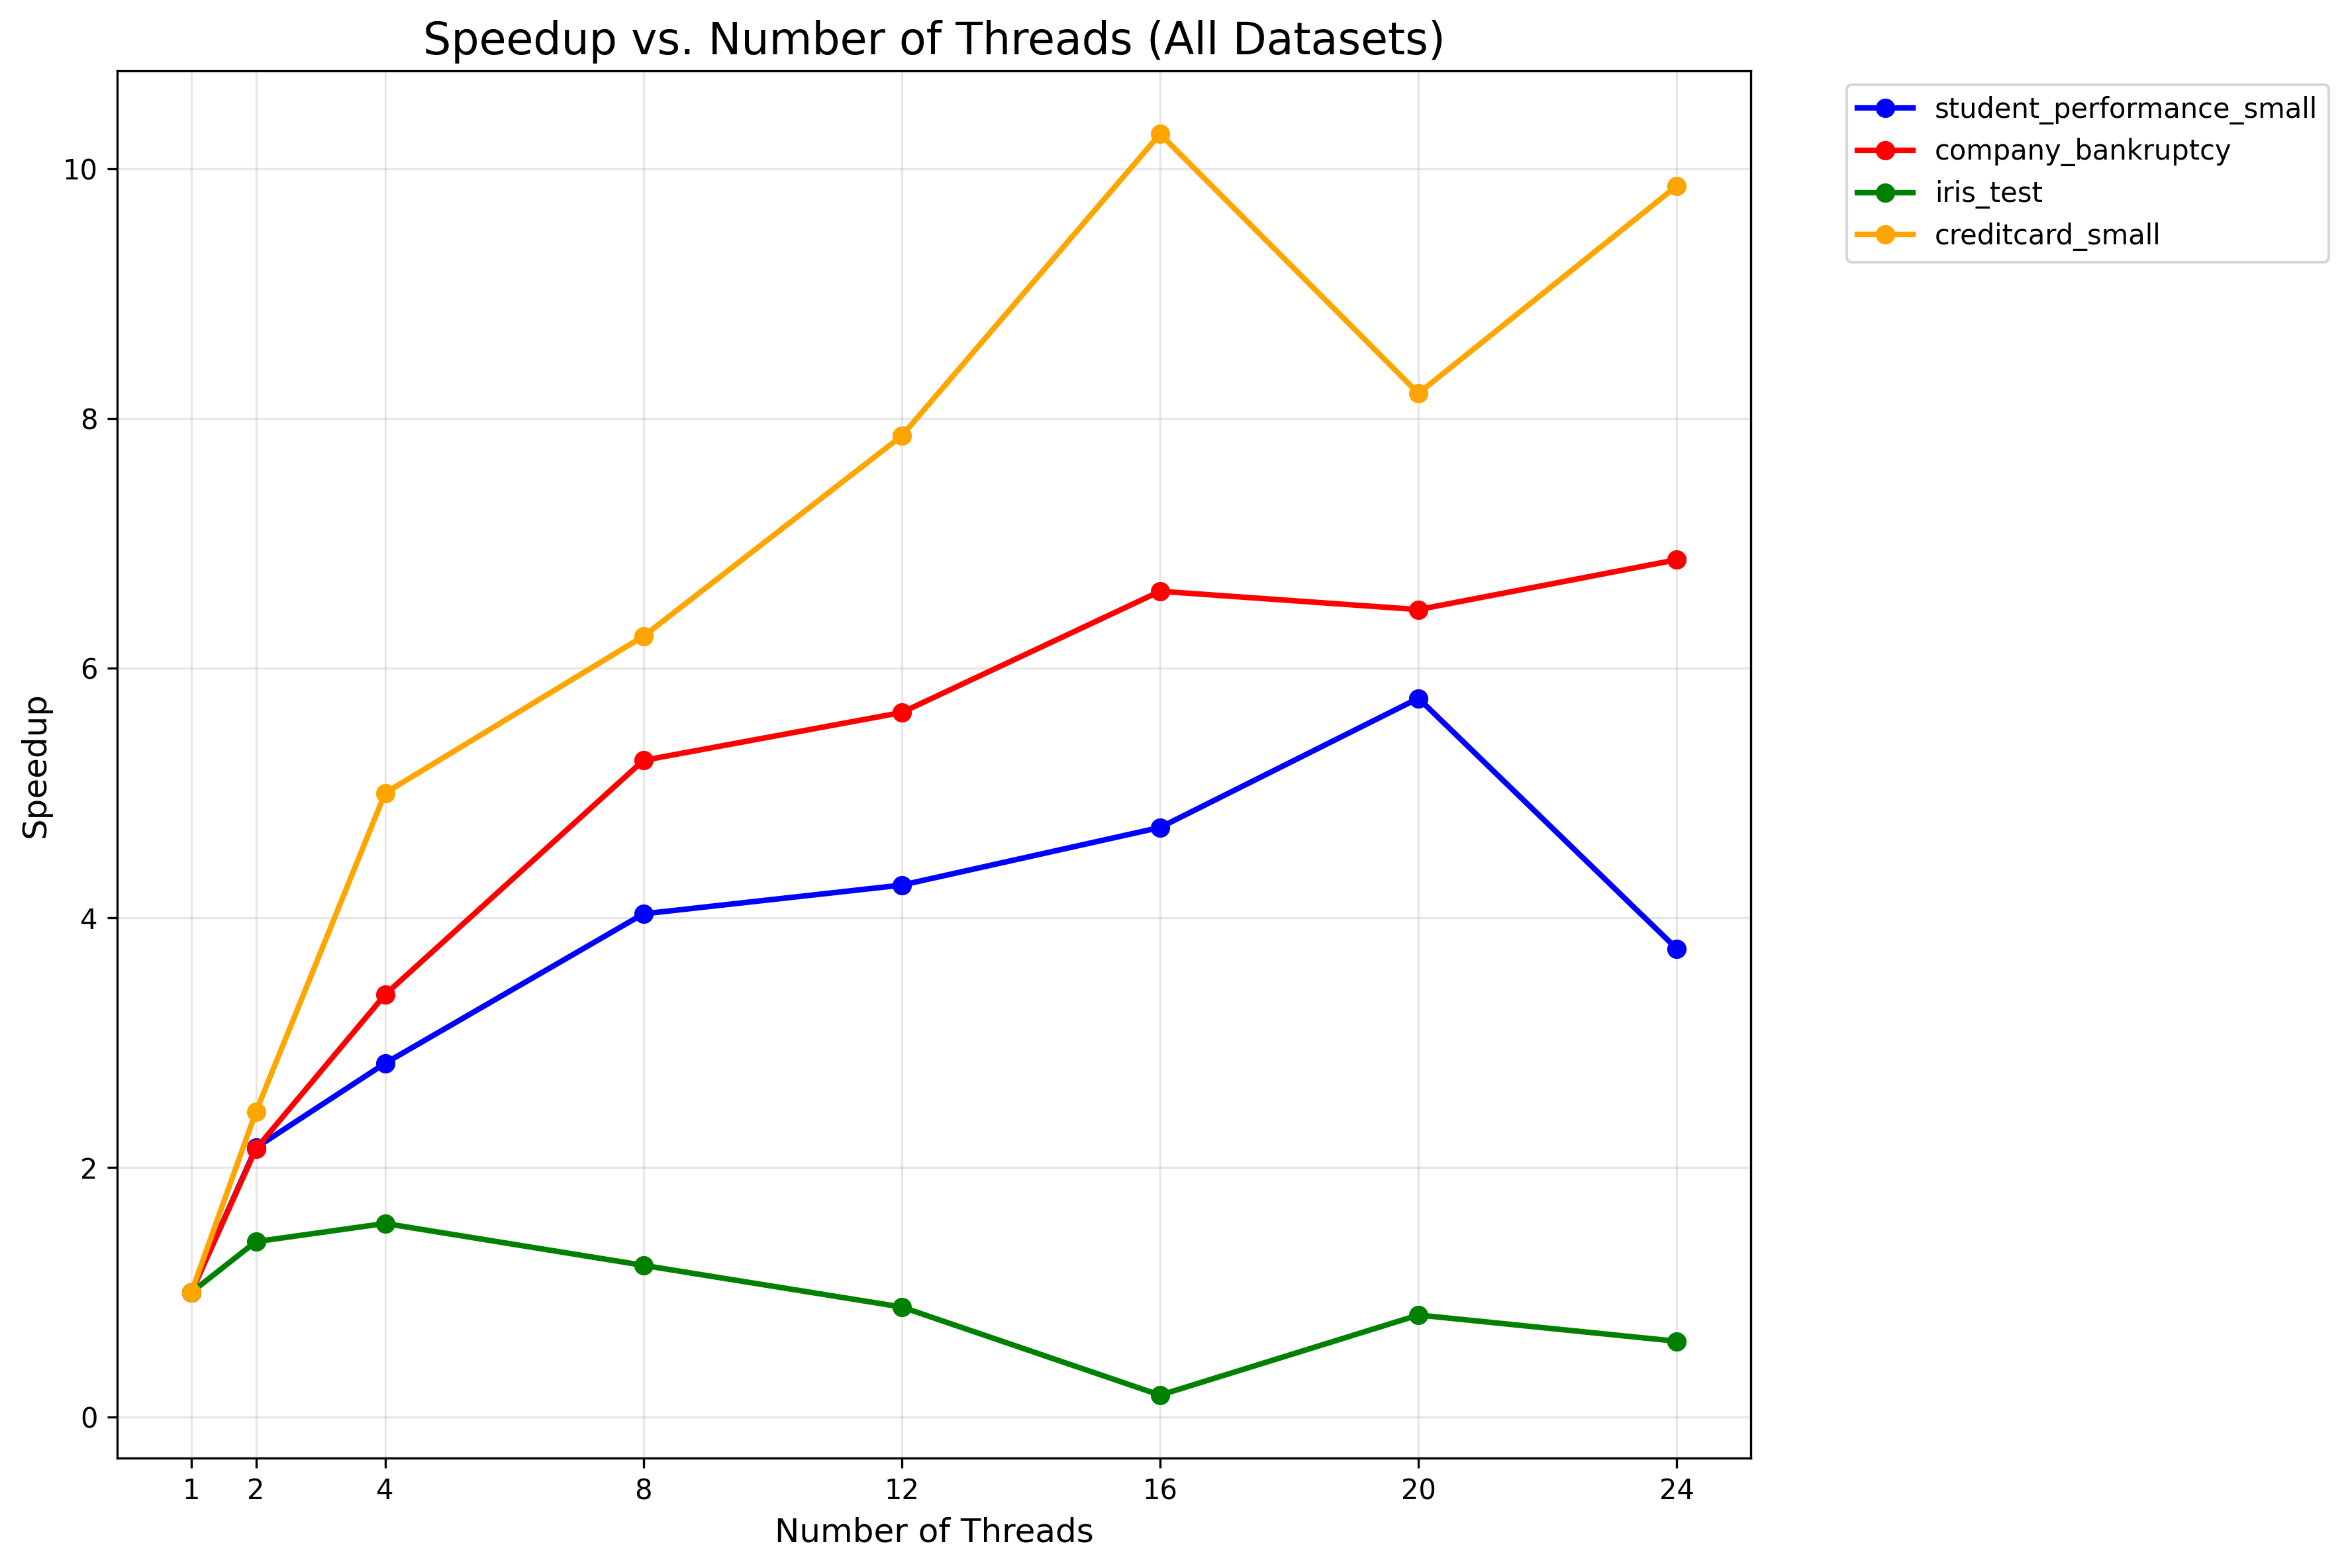 Speedup vs. Number of Threads (All Datasets)
student_performance_small
company_bankruptcy
iris_test
creditcard_small
10
8
6
4
2
0
Speedup
1 2 4 8 12 16 20 24
Number of Threads